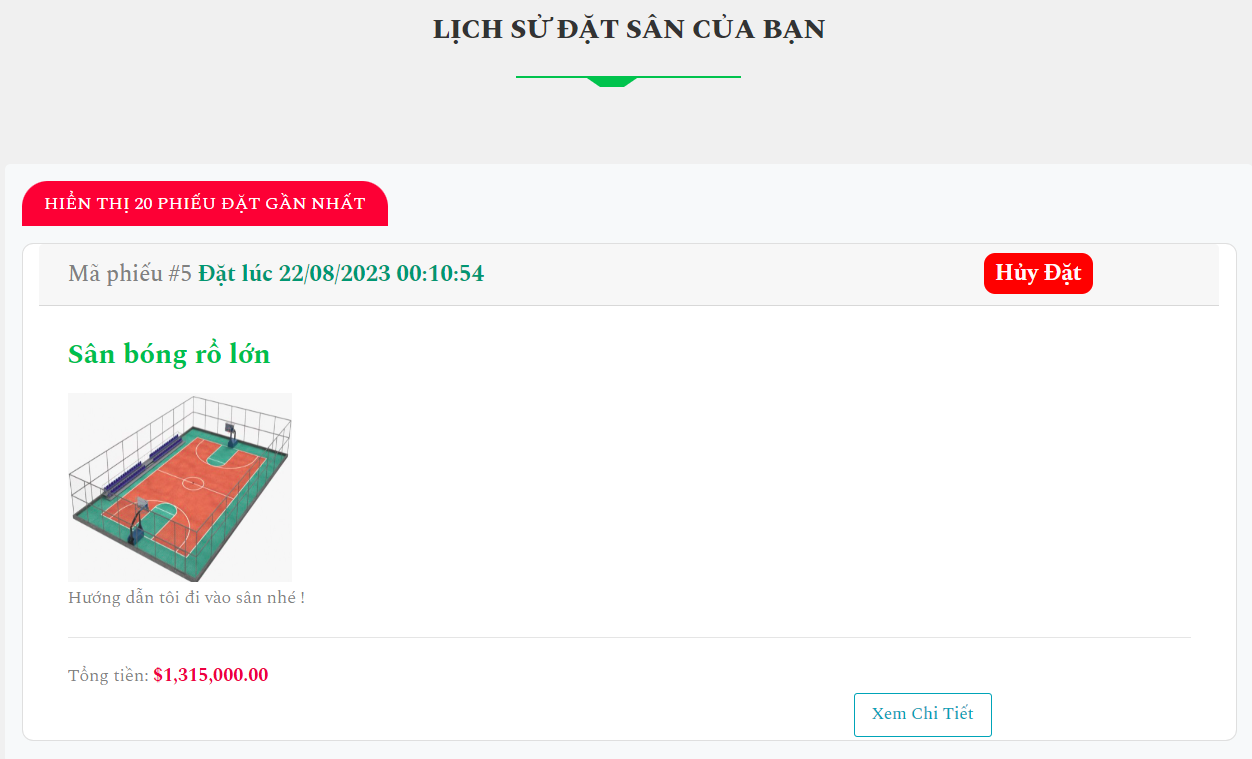 LỊCH SỬ ĐẶT SÂN CỦA BẠN
HIỂN THỊ 20 PHIẾU ĐẶT GẦN NHẤT
Mã phiếu #5 Đặt lúc 22/08/2023 00:10:54
Hủy Đặt
Sân bóng rổ lớn
Hướng dẫn tôi đi vào sân nhé !
Tổng tiền: $1,315,000.00
Xem Chi Tiết